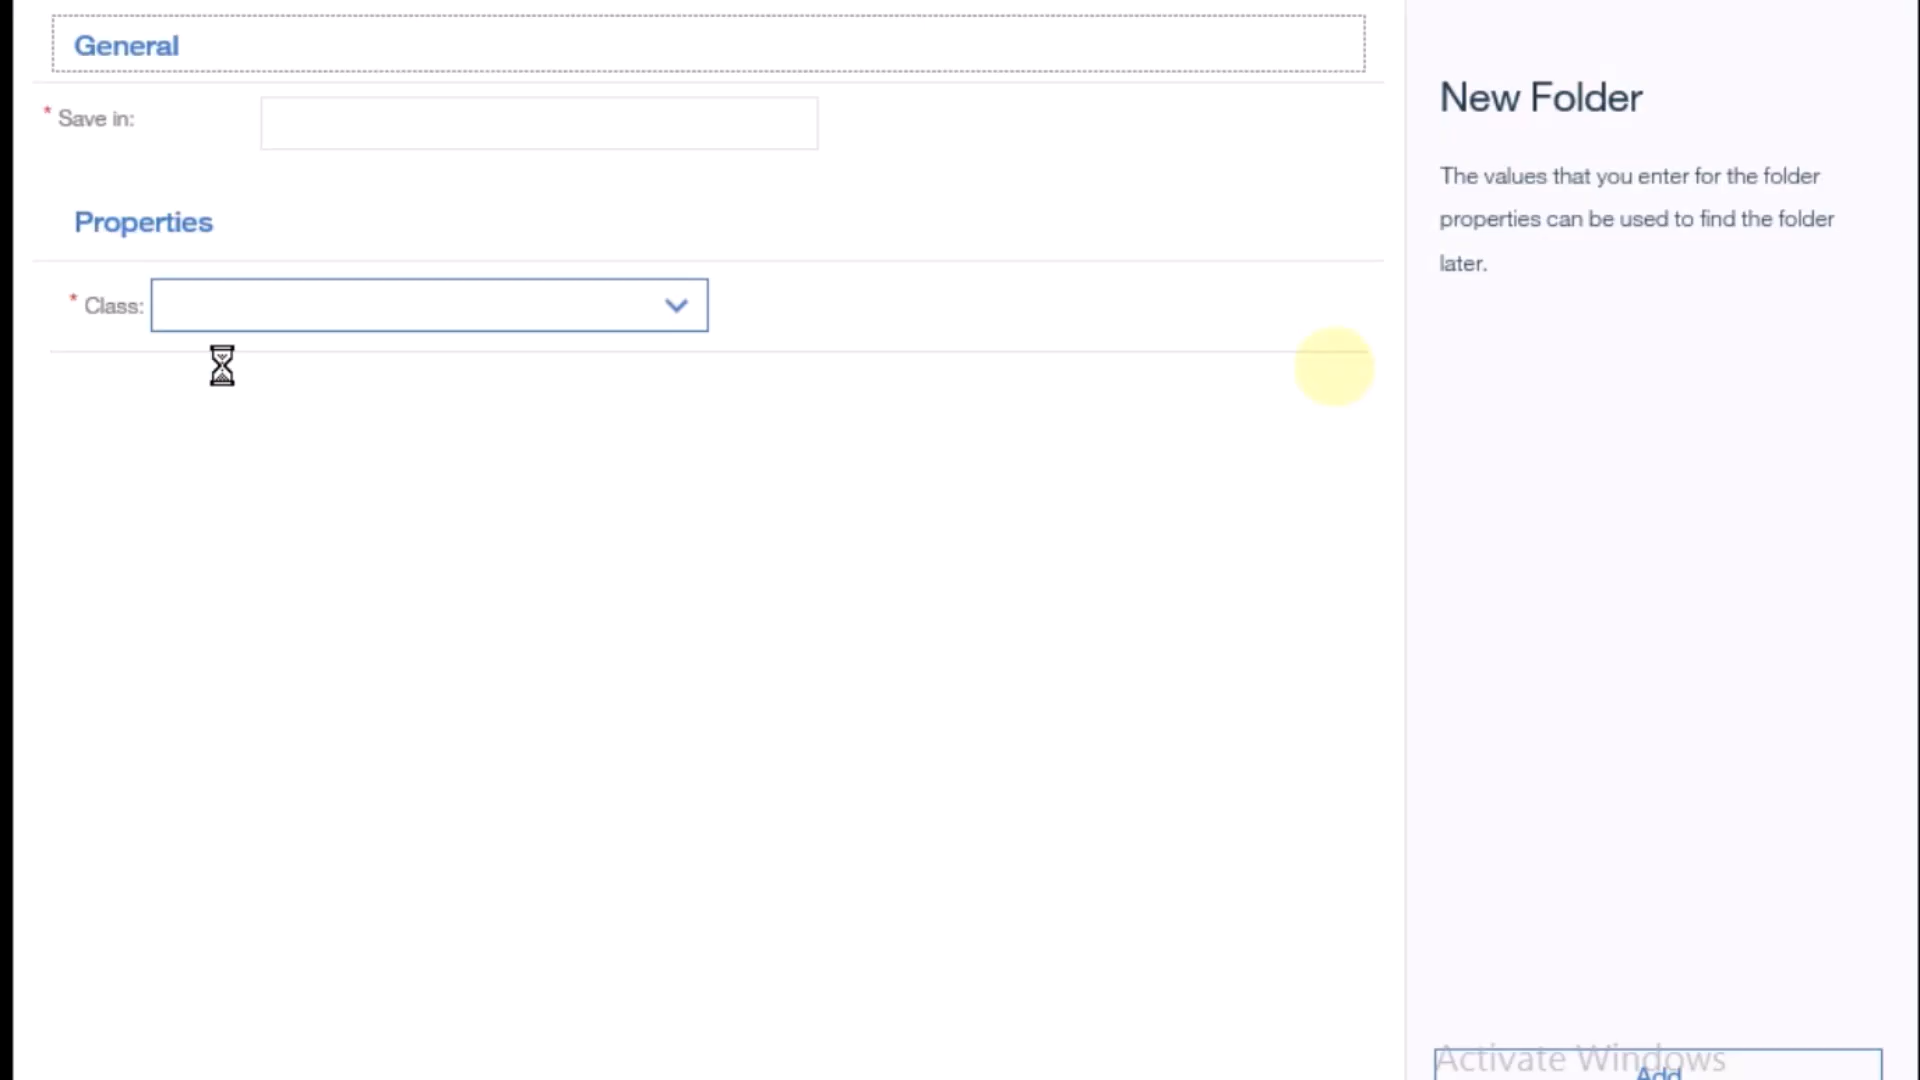 General
* Save in:
Properties
* Class:
New Folder
The values that you enter for the folder
properties can be used to find the folder
later.
Activate Windows
Add